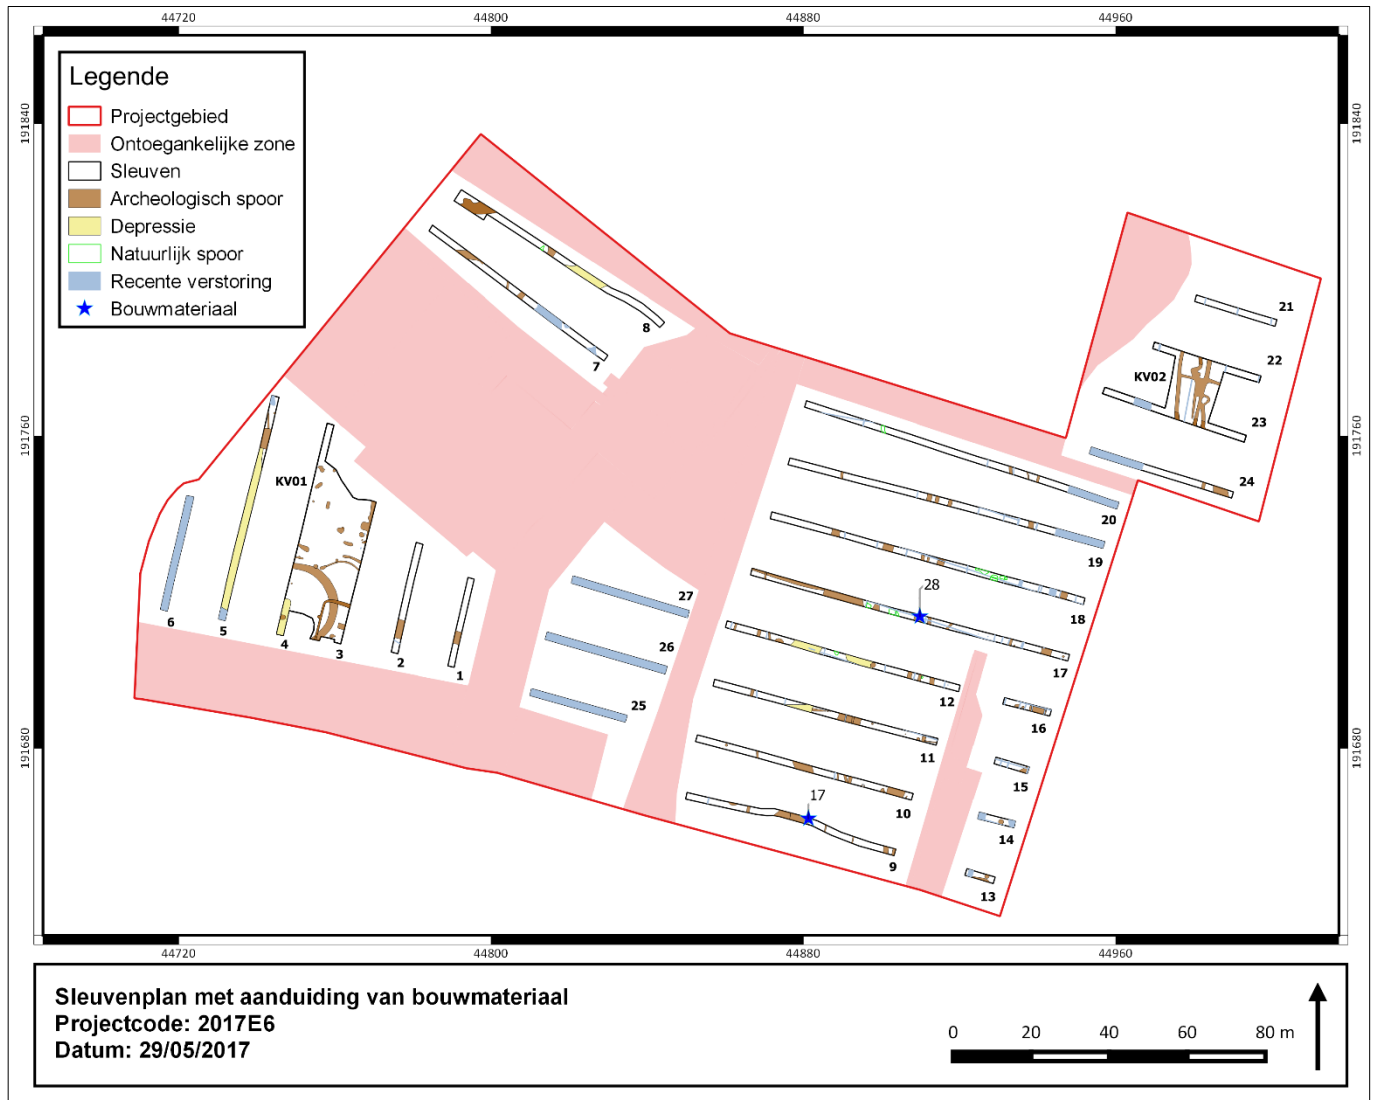 44720 44800 44880 44960
191840 191840
Legende
Projectgebied
Ontoegankelijke zone
Sleuven
Archeologisch spoor
Depressie
Natuurlijk spoor
Recente verstoring
Bouwmateriaal
8
7
21
22
KV02
23
24
191760 191760
KV01
20
19
18
28
17
27
26
25
6
5
4
3
2
1
12
16
11
15
191680 191680
17
10
14
9
13
44720 44800 44880 44960
Sleuvenplan met aanduiding van bouwmateriaal
Projectcode: 2017E6
Datum: 29/05/2017
0 20 40 60 80 m